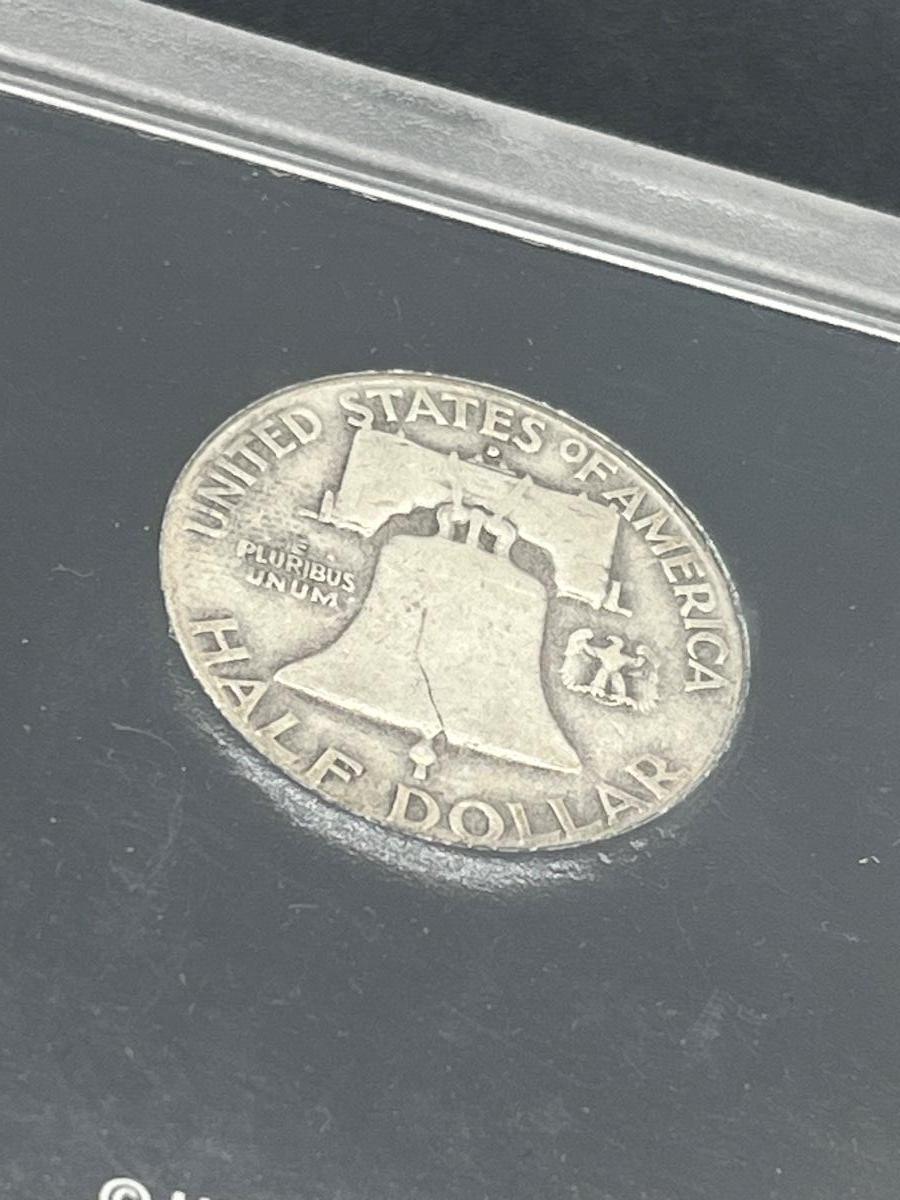 UNITED STATES OF AMERICA
E
PLURIBUS
UNUM
HALF DOLLAR
©